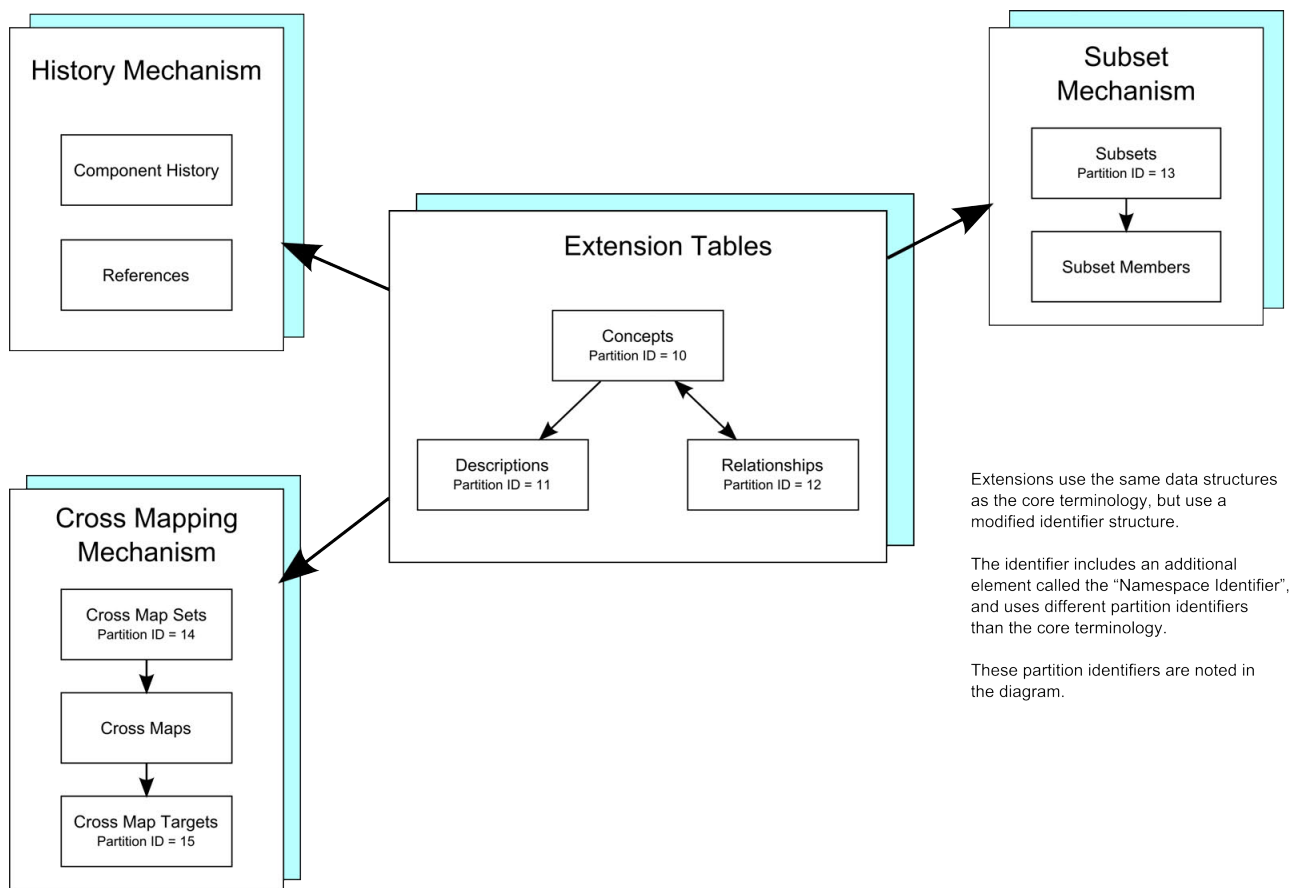 History Mechanism
Component History
References
Subset
Mechanism
Subsets
Partition ID = 13
Subset Members
Extension Tables
Concepts
Partition ID = 10
Descriptions
Partition ID = 11
Relationships
Partition ID = 12
Cross Mapping
Mechanism
Cross Map Sets
Partition ID = 14
Cross Maps
Cross Map Targets
Partition ID = 15
Extensions use the same data structures
as the core terminology, but use a
modified identifier structure.
The identifier includes an additional
element called the “Namespace Identifier”,
and uses different partition identifiers
than the core terminology.
These partition identifiers are noted in
the diagram.